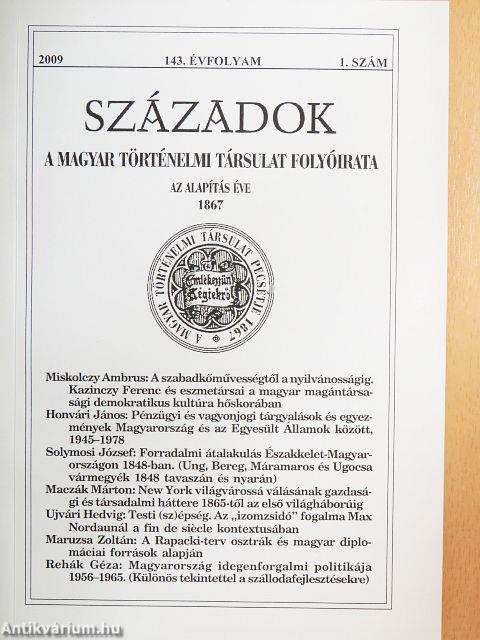 2009 143. ÉVFOLYAM 1. SZÁM
SZÁZADOK
A MAGYAR TÖRTÉNELMI TÁRSULAT FOLYÓIRATA
AZ ALAPÍTÁS ÉVE
1867
A MAGYAR TÖRTÉNELMI TÁRSULAT PECSÉTJE 1867
Emlékezzünk
Régiekről
Miskolczy Ambrus: A szabadkőművességtől a nyilvánosságig.
Kazinczy Ferenc és eszmetársai a magyar magántársa-
sági demokratikus kultúra hőskorában
Honvári János: Pénzügyi és vagyonjogi tárgyalások és egyez-
mények Magyarország és az Egyesült Államok között,
1945–1978
Solymosi József: Forradalmi átalakulás Északkelet-Magyar-
országon 1848-ban. (Ung, Bereg, Máramaros és Ugocsa
vármegyék 1848 tavaszán és nyarán)
Maczák Márton: New York világvárossá válásának gazdasá-
gi és társadalmi háttere 1865-től az első világháborúig
Ujvári Hedvig: Testi (sz)épség. Az „izomzsidó” fogalma Max
Nordaunál a fin de siècle kontextusában
Maruzsa Zoltán: A Rapacki-terv osztrák és magyar diplo-
máciai források alapján
Rehák Géza: Magyarország idegenforgalmi politikája
1956–1965. (Különös tekintettel a szállodafejlesztésekre)
Antikvárium.hu